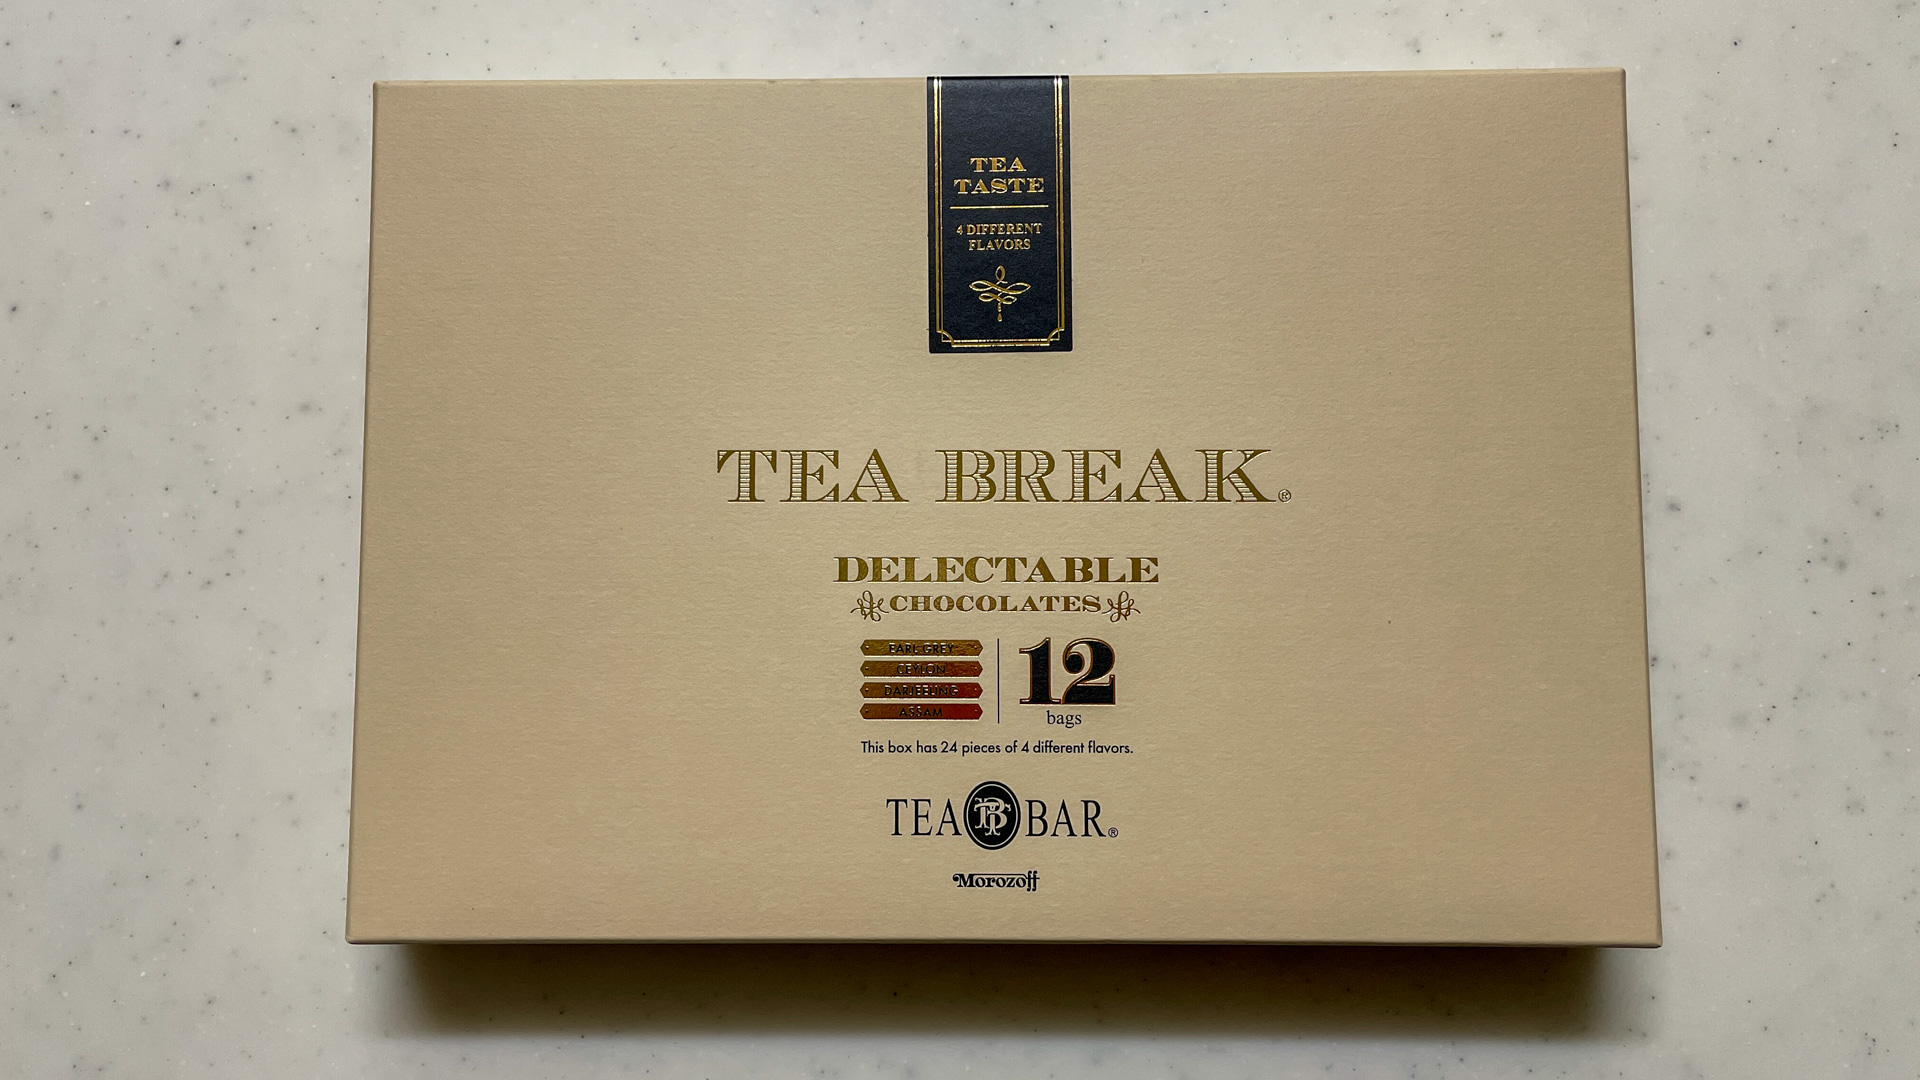 TEA
TASTE
4 DIFFERENT
FLAVORS
TEA BREAK®
DELECTABLE
CHOCOLATES
EARL GREY
CEYLON
DARJEELING
ASSAM
12
bags
This box has 24 pieces of 4 different flavors.
TEA TB BAR®
Morozoff